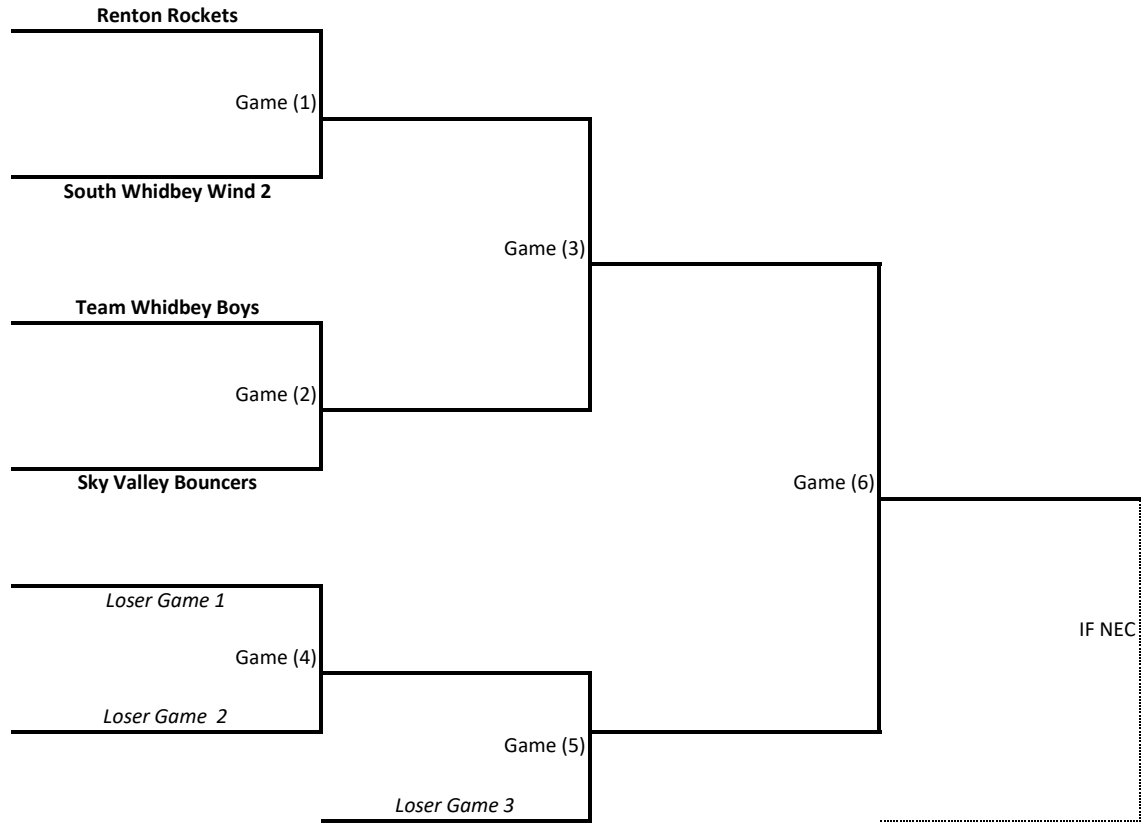 Renton Rockets
Game (1)
South Whidbey Wind 2
Game (3)
Team Whidbey Boys
Game (2)
Sky Valley Bouncers
Game (6)
Loser Game 1
IF NEC
Game (4)
Loser Game  2
Game (5)
Loser Game 3